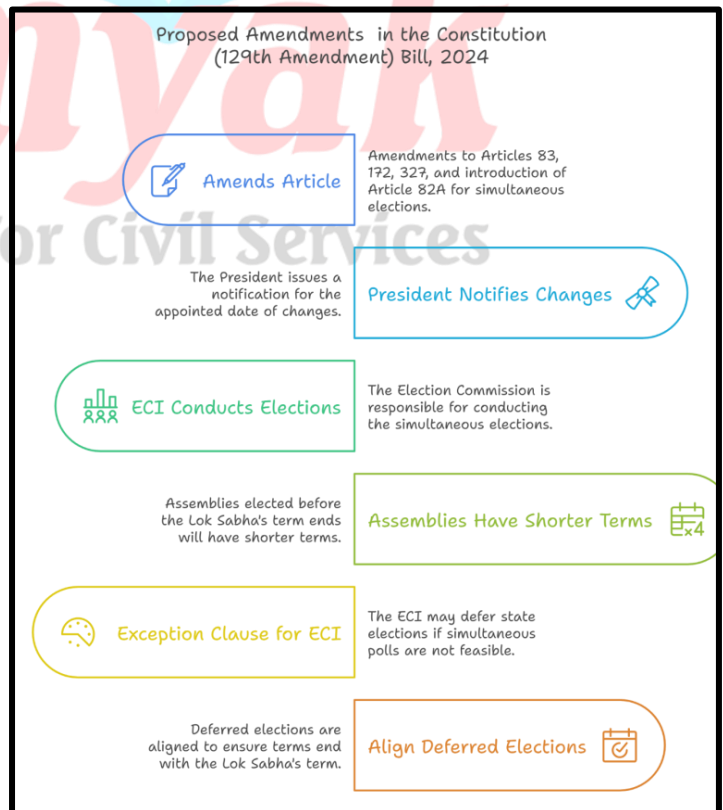 Proposed Amendments in the Constitution
(129th Amendment) Bill, 2024
Amends Article
Amendments to Articles 83,
172, 327, and introduction of
Article 82A for simultaneous
elections.
for Civil Services
The President issues a
notification for the
appointed date of changes.
President Notifies Changes
ECI Conducts Elections
The Election Commission is
responsible for conducting
the simultaneous elections.
Assemblies elected before
the Lok Sabha's term ends
will have shorter terms.
Assemblies Have Shorter Terms
x4
Exception Clause for ECI
The ECI may defer state
elections if simultaneous
polls are not feasible.
Deferred elections are
aligned to ensure terms end
with the Lok Sabha's term.
Align Deferred Elections